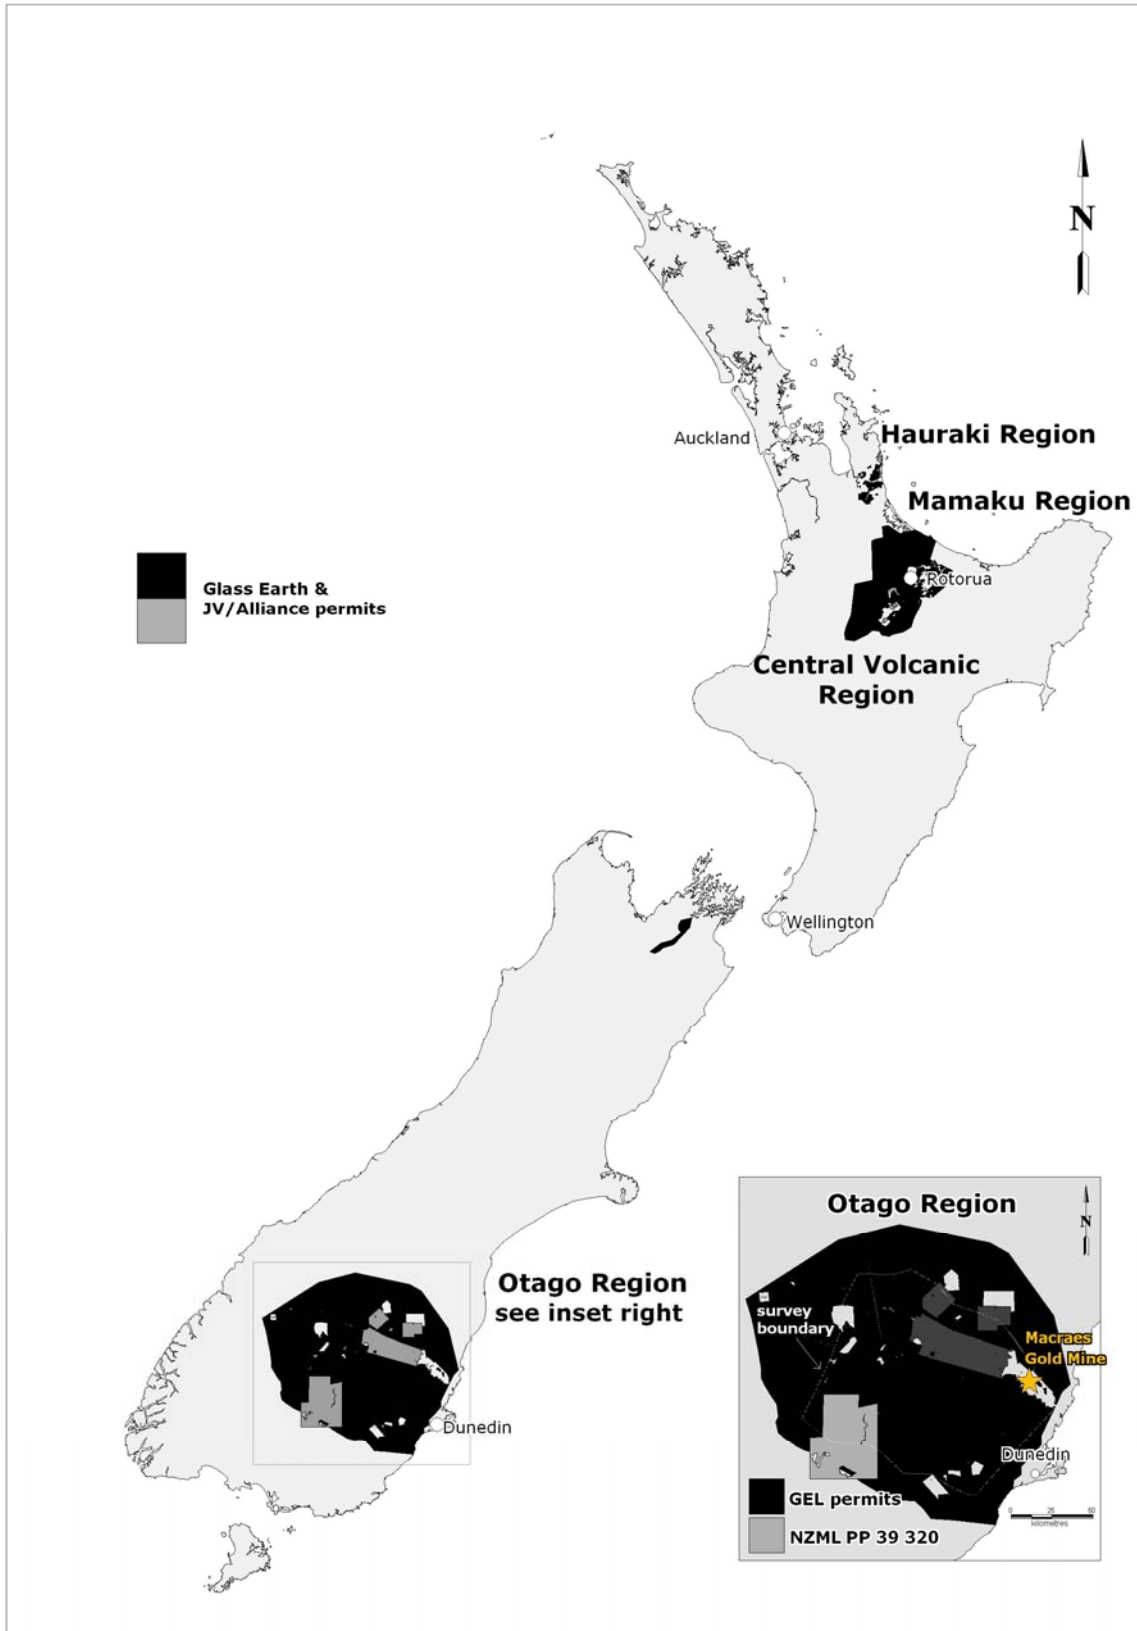 N
Hauraki Region
Auckland
Mamaku Region
Rotorua
Glass Earth &
JV/Alliance permits
Central Volcanic
Region
Wellington
Otago Region
see inset right
Dunedin
Otago Region
N
survey
boundary
Macraes
Gold Mine
Dunedin
GEL permits
0 25 50
kilometres
NZML PP 39 320